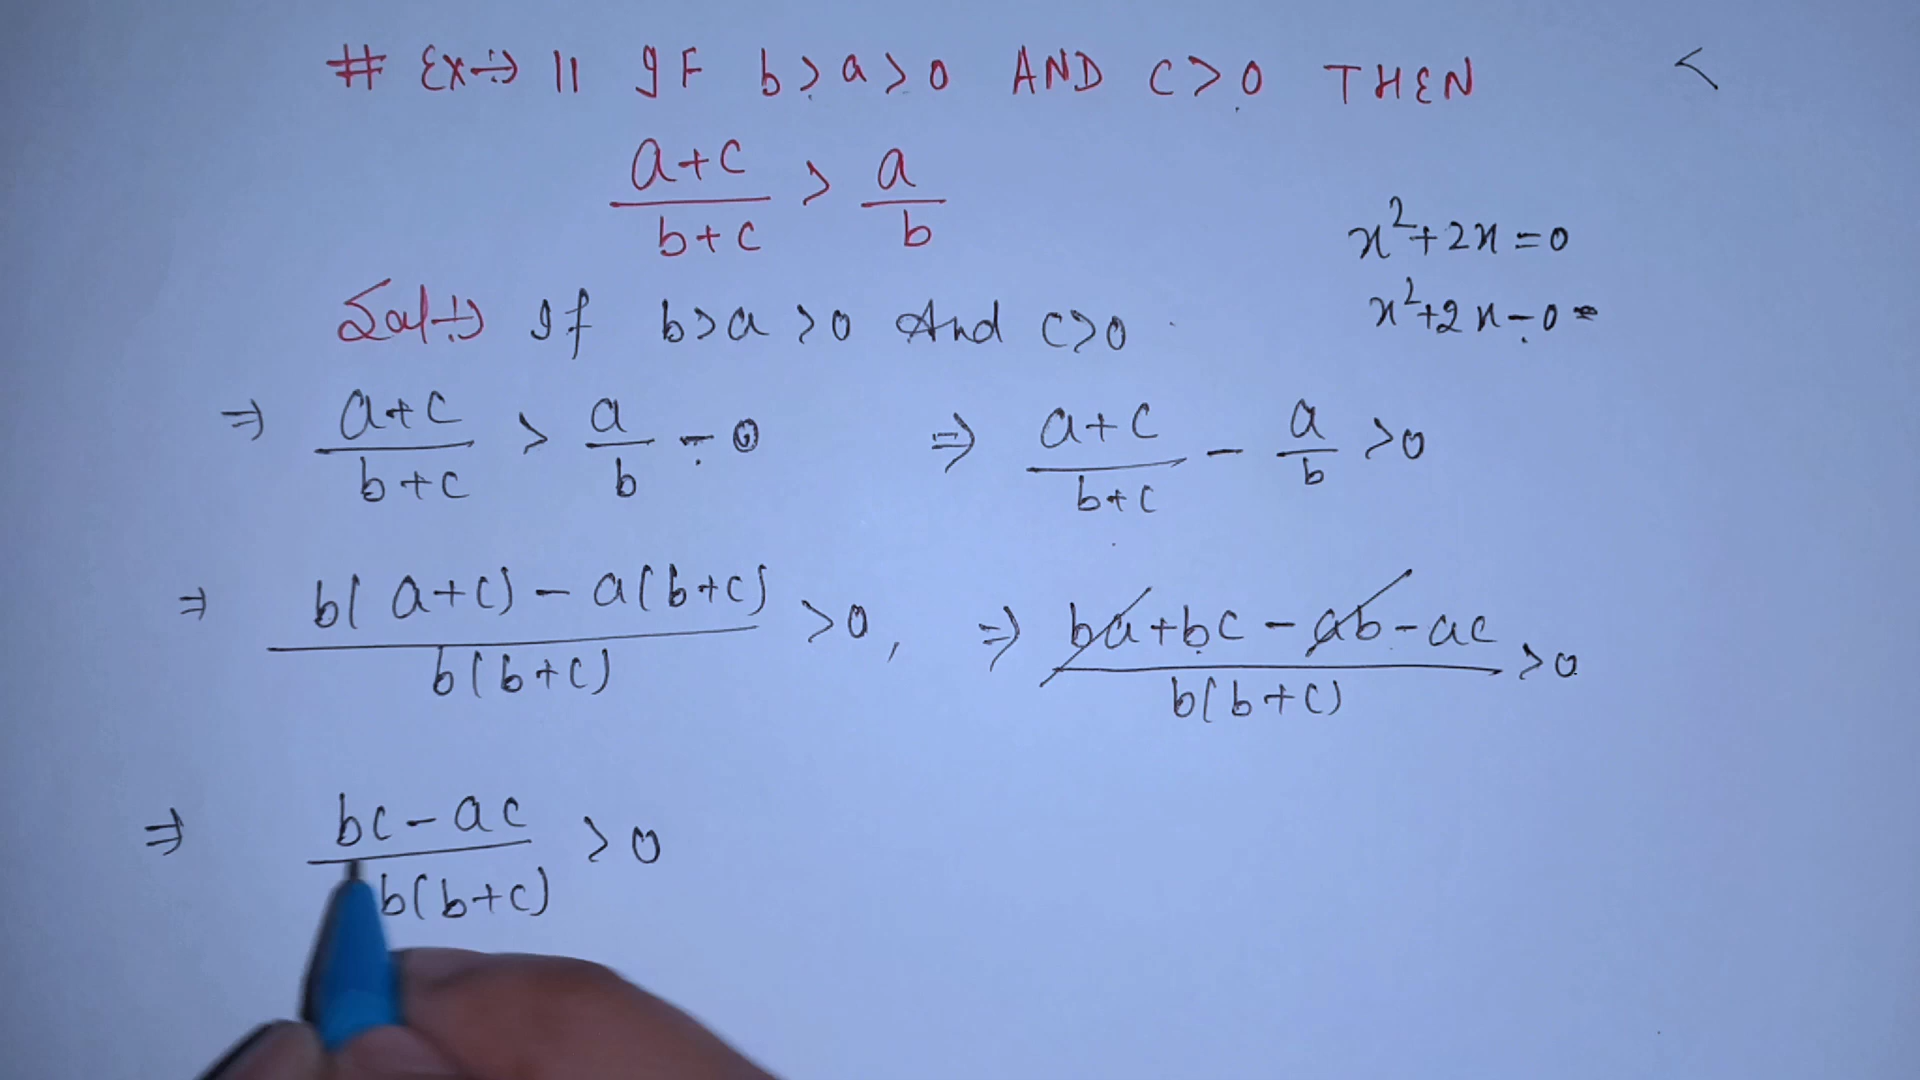 # Ex→ 11 IF b>a>0 AND c>0 THEN <
a+c/b+c > a/b
x²+2x=0
x²+2x-0=
Sol→ If b>a>0 And c>0
⇒ a+c/b+c > a/b - 0 ⇒ a+c/b+c - a/b >0
⇒ b(a+c)-a(b+c)/b(b+c) >0, ⇒ ba+bc-ab-ac/b(b+c) >0
⇒ bc-ac/b(b+c) >0